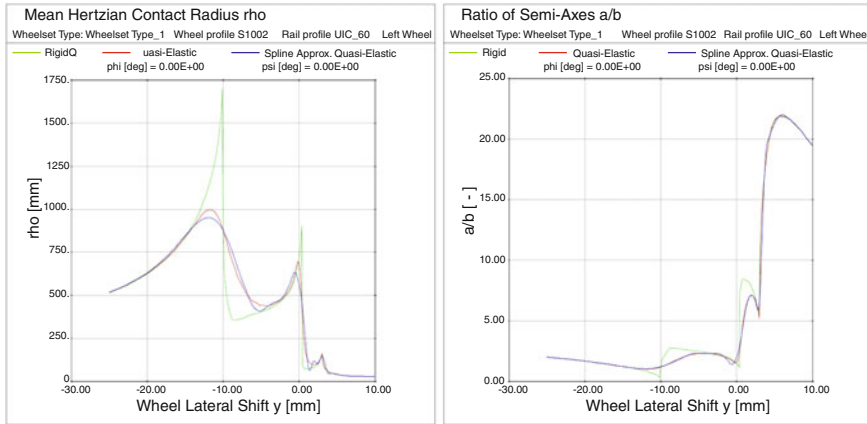 Mean Hertzian Contact Radius rho
Wheelset Type: Wheelset Type_1 Wheel profile S1002 Rail profile UIC_60 Left Wheel
RigidQ uasi-Elastic Spline Approx. Quasi-Elastic
phi [deg] = 0.00E+00 psi [deg] = 0.00E+00
1750.
1500.
1250.
1000.
750.
500.
250.
0.
rho [mm]
-30.00 -20.00 -10.00 0.00 10.00
Wheel Lateral Shift y [mm]
Ratio of Semi-Axes a/b
Wheelset Type: Wheelset Type_1 Wheel profile S1002 Rail profile UIC_60 Left Wheel
Rigid Quasi-Elastic Spline Approx. Quasi-Elastic
phi [deg] = 0.00E+00 psi [deg] = 0.00E+00
25.00
20.00
15.00
10.00
5.00
0.00
a/b [ - ]
-30.00 -20.00 -10.00 0.00 10.00
Wheel Lateral Shift y [mm]